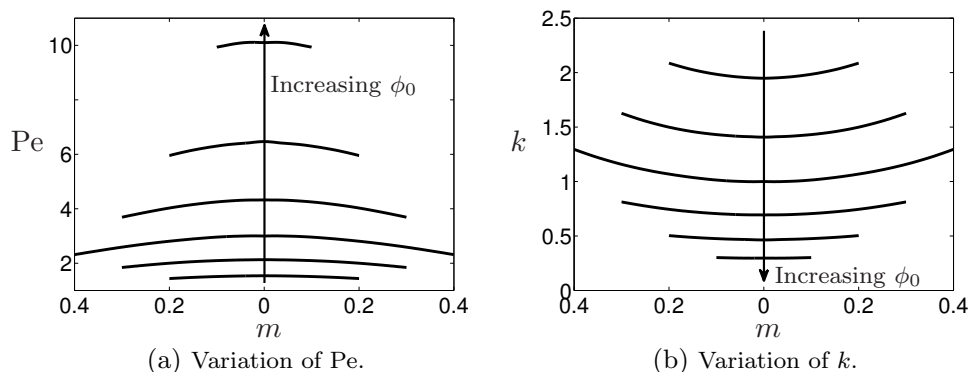 10
8
6
4
2
Pe
Increasing ϕ₀
0.4 0.2 0 0.2 0.4
m
(a) Variation of Pe.
2.5
2
1.5
1
0.5
0
k
Increasing ϕ₀
0.4 0.2 0 0.2 0.4
m
(b) Variation of k.